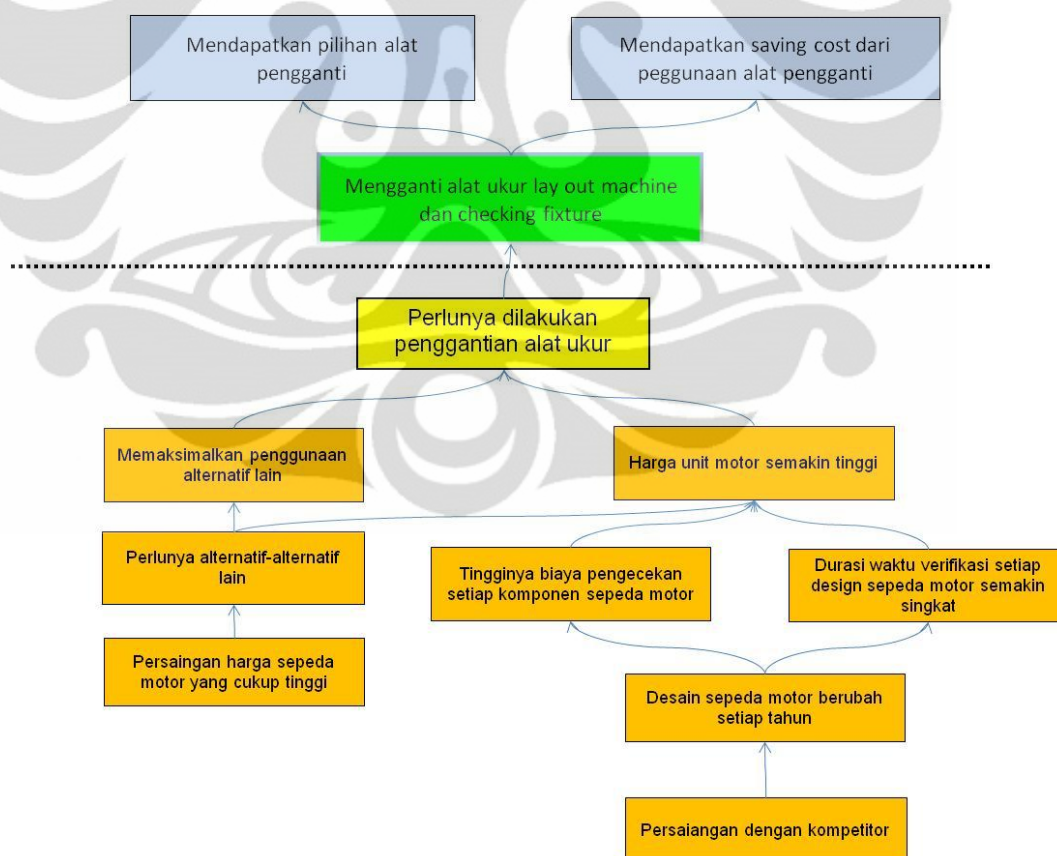 Mendapatkan pilihan alat
pengganti
Mendapatkan saving cost dari
peggunaan alat pengganti
Mengganti alat ukur lay out machine
dan checking fixture
Perlunya dilakukan
penggantian alat ukur
Memaksimalkan penggunaan
alternatif lain
Harga unit motor semakin tinggi
Perlunya alternatif-alternatif
lain
Tingginya biaya pengecekan
setiap komponen sepeda motor
Durasi waktu verifikasi setiap
design sepeda motor semakin
singkat
Persaingan harga sepeda
motor yang cukup tinggi
Desain sepeda motor berubah
setiap tahun
Persaiangan dengan kompetitor